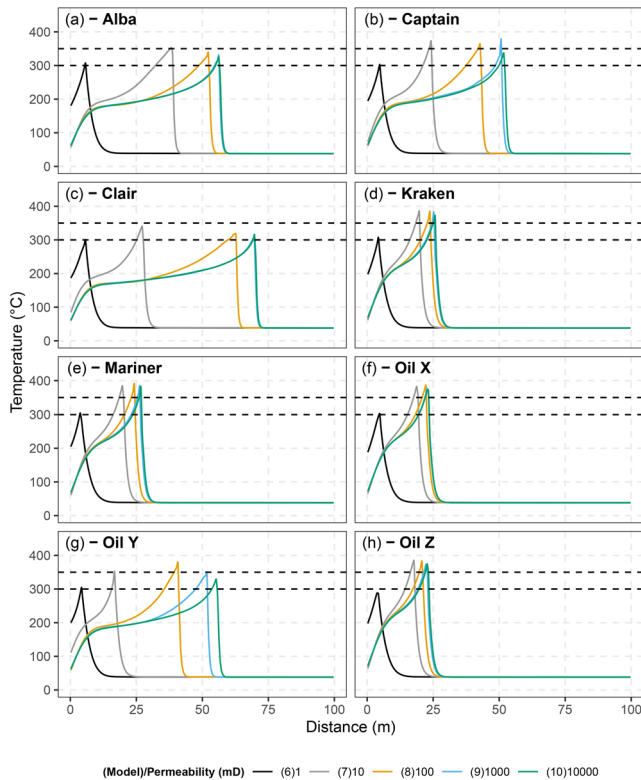 (a) − Alba
(b) − Captain
400
300
200
100
0
(c) − Clair
(d) − Kraken
400
300
200
100
0
Temperature (°C)
(e) − Mariner
(f) − Oil X
400
300
200
100
0
(g) − Oil Y
(h) − Oil Z
400
300
200
100
0
0 25 50 75 100 0 25 50 75 100
Distance (m)
(Model)/Permeability (mD) (6)1 (7)10 (8)100 (9)1000 (10)10000